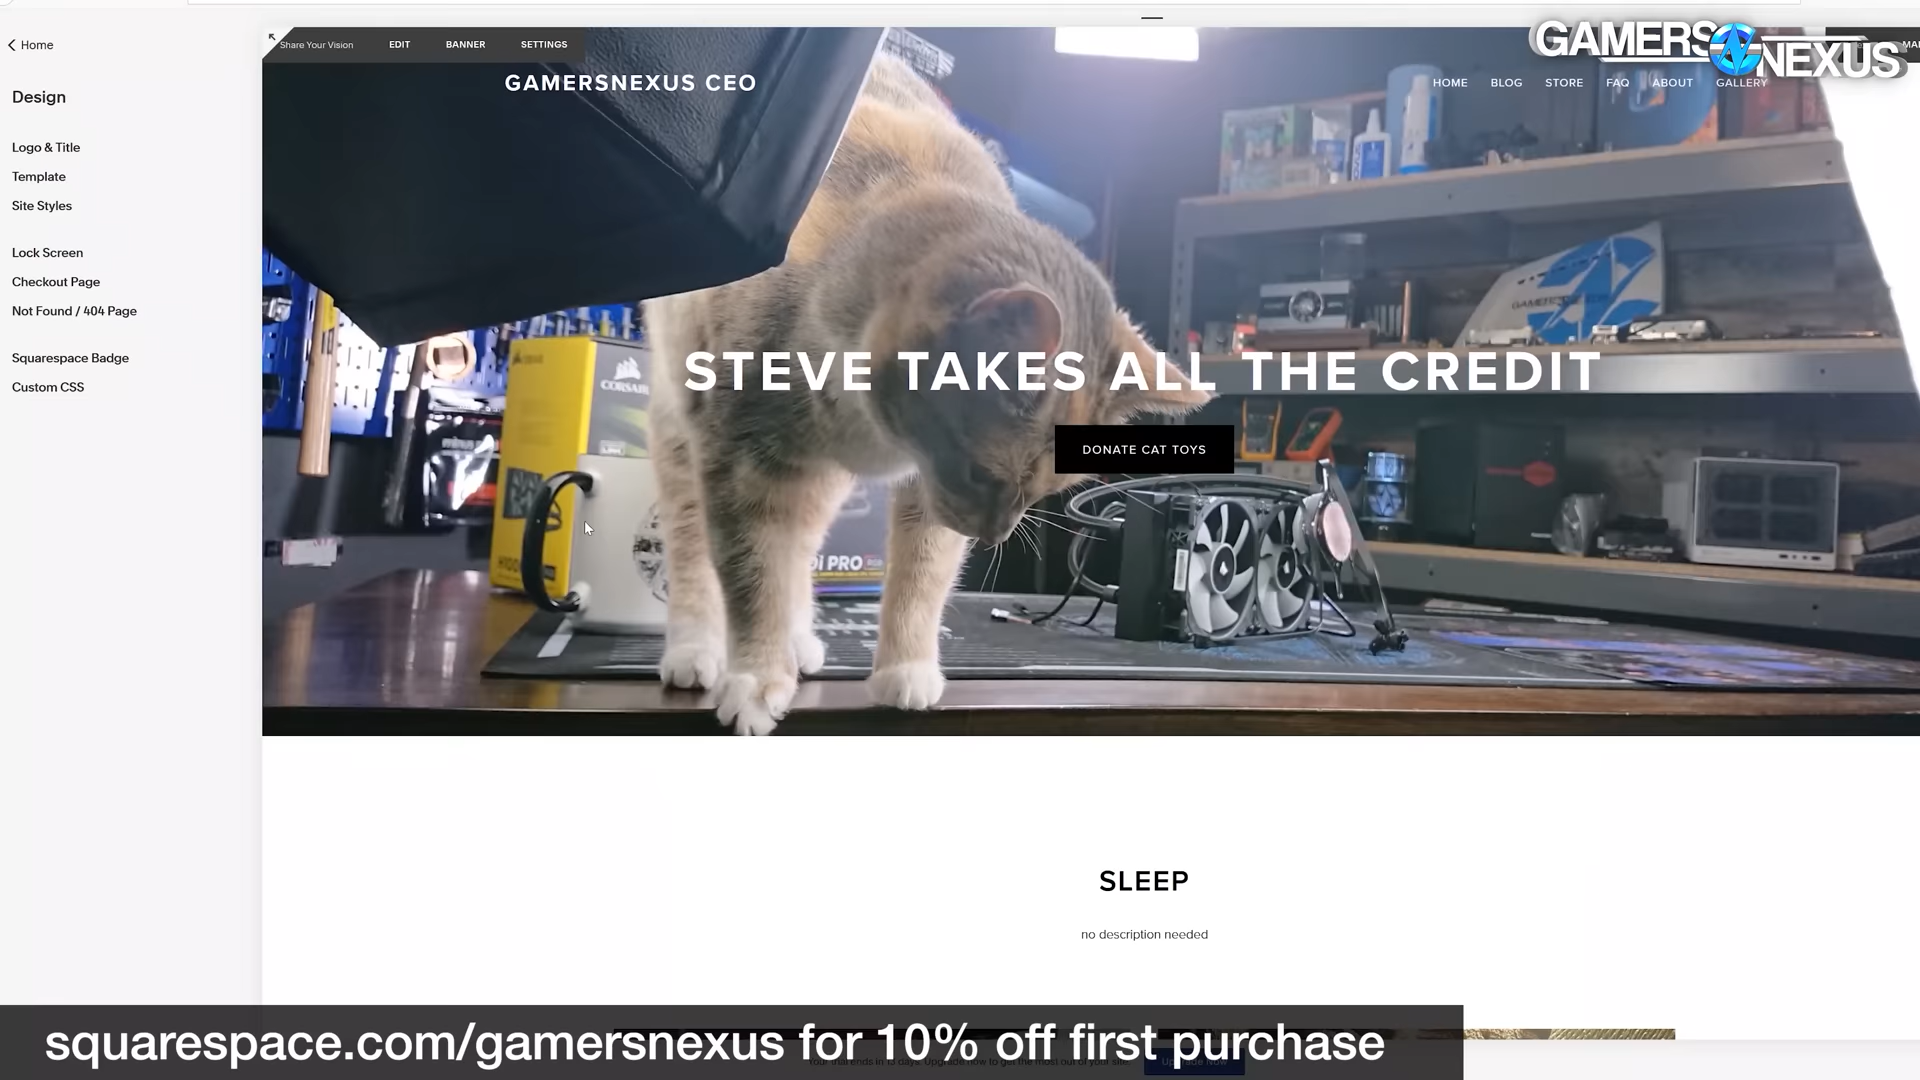 Home
Design
Logo & Title
Template
Site Styles
Lock Screen
Checkout Page
Not Found / 404 Page
Squarespace Badge
Custom CSS
Share Your Vision
EDIT
BANNER
SETTINGS
GAMERS NEXUS
GAMERSNEXUS CEO
HOME
BLOG
STORE
FAQ
ABOUT
GALLERY
CORSAIR
STEVE TAKES ALL THE CREDIT
DONATE CAT TOYS
PRO
SLEEP
no description needed
squarespace.com/gamersnexus for 10% off first purchase